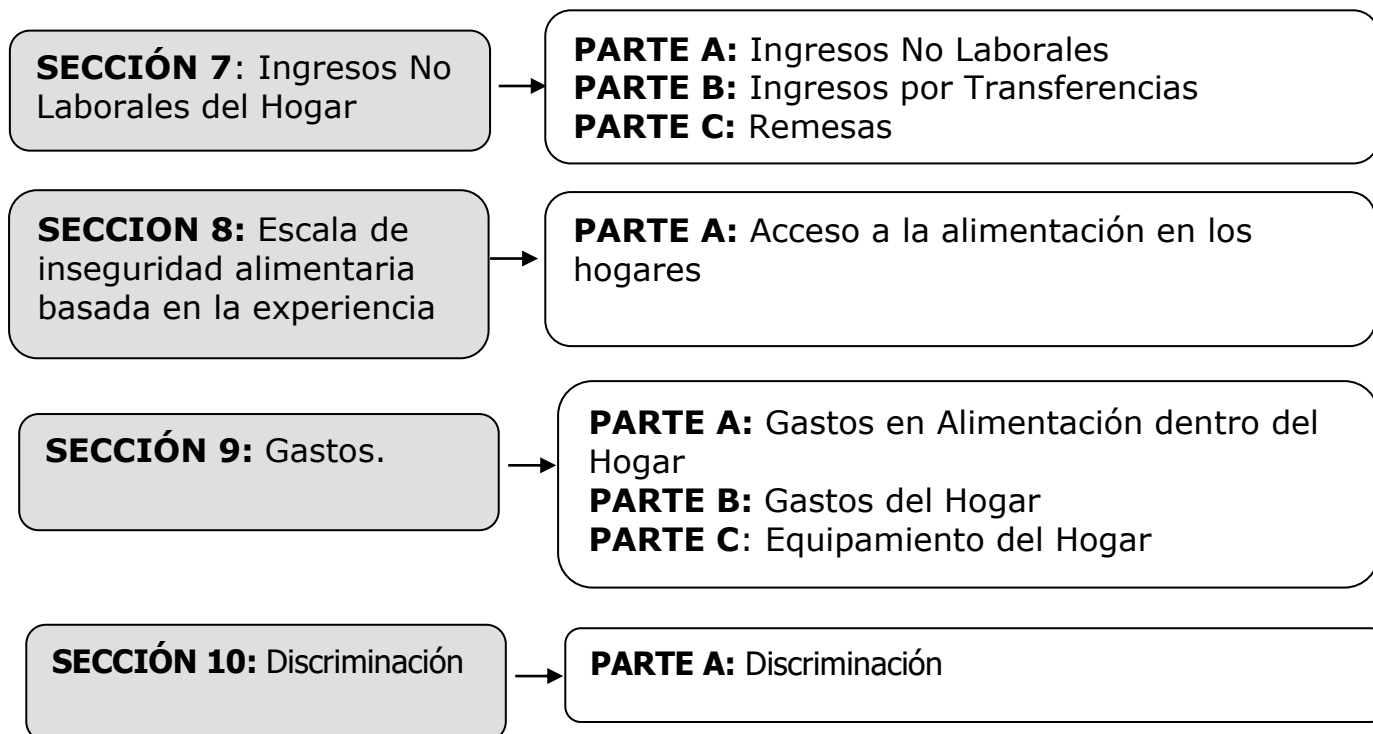 SECCIÓN 7: Ingresos No
Laborales del Hogar
PARTE A: Ingresos No Laborales
PARTE B: Ingresos por Transferencias
PARTE C: Remesas
SECCION 8: Escala de
inseguridad alimentaria
basada en la experiencia
PARTE A: Acceso a la alimentación en los
hogares
SECCIÓN 9: Gastos.
PARTE A: Gastos en Alimentación dentro del
Hogar
PARTE B: Gastos del Hogar
PARTE C: Equipamiento del Hogar
SECCIÓN 10: Discriminación
PARTE A: Discriminación